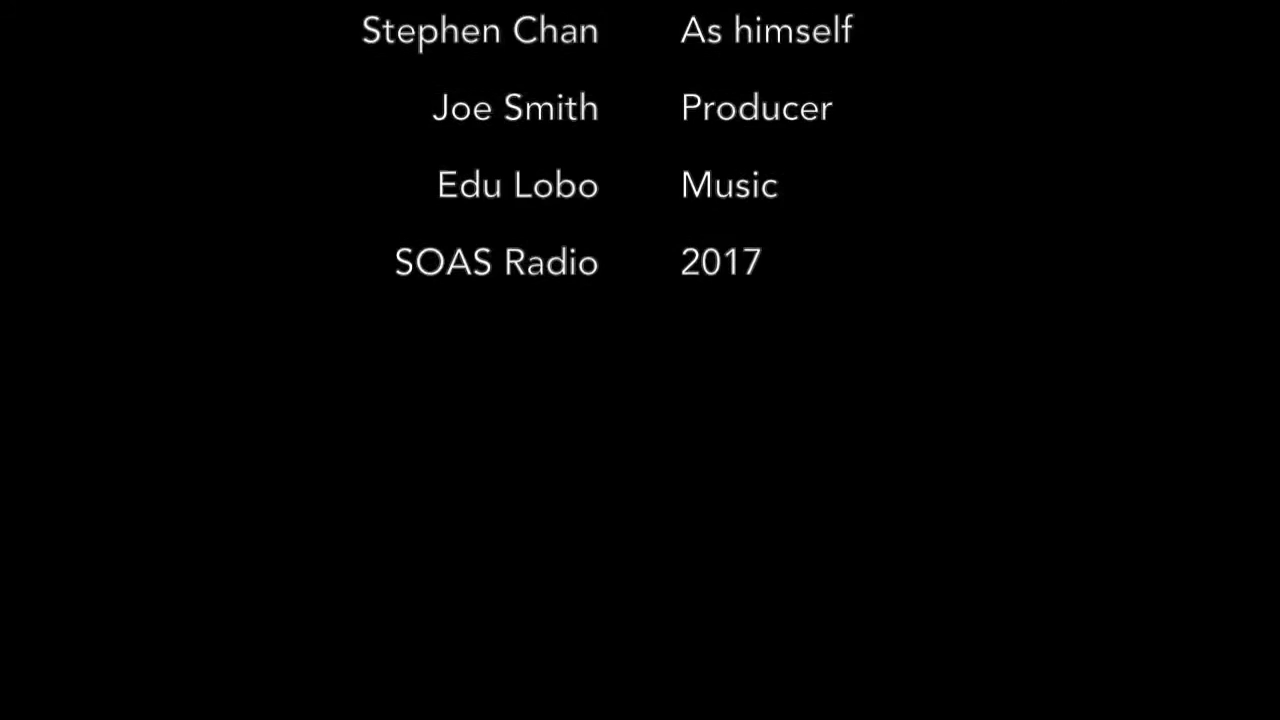 Stephen Chan As himself
Joe Smith Producer
Edu Lobo Music
SOAS Radio 2017